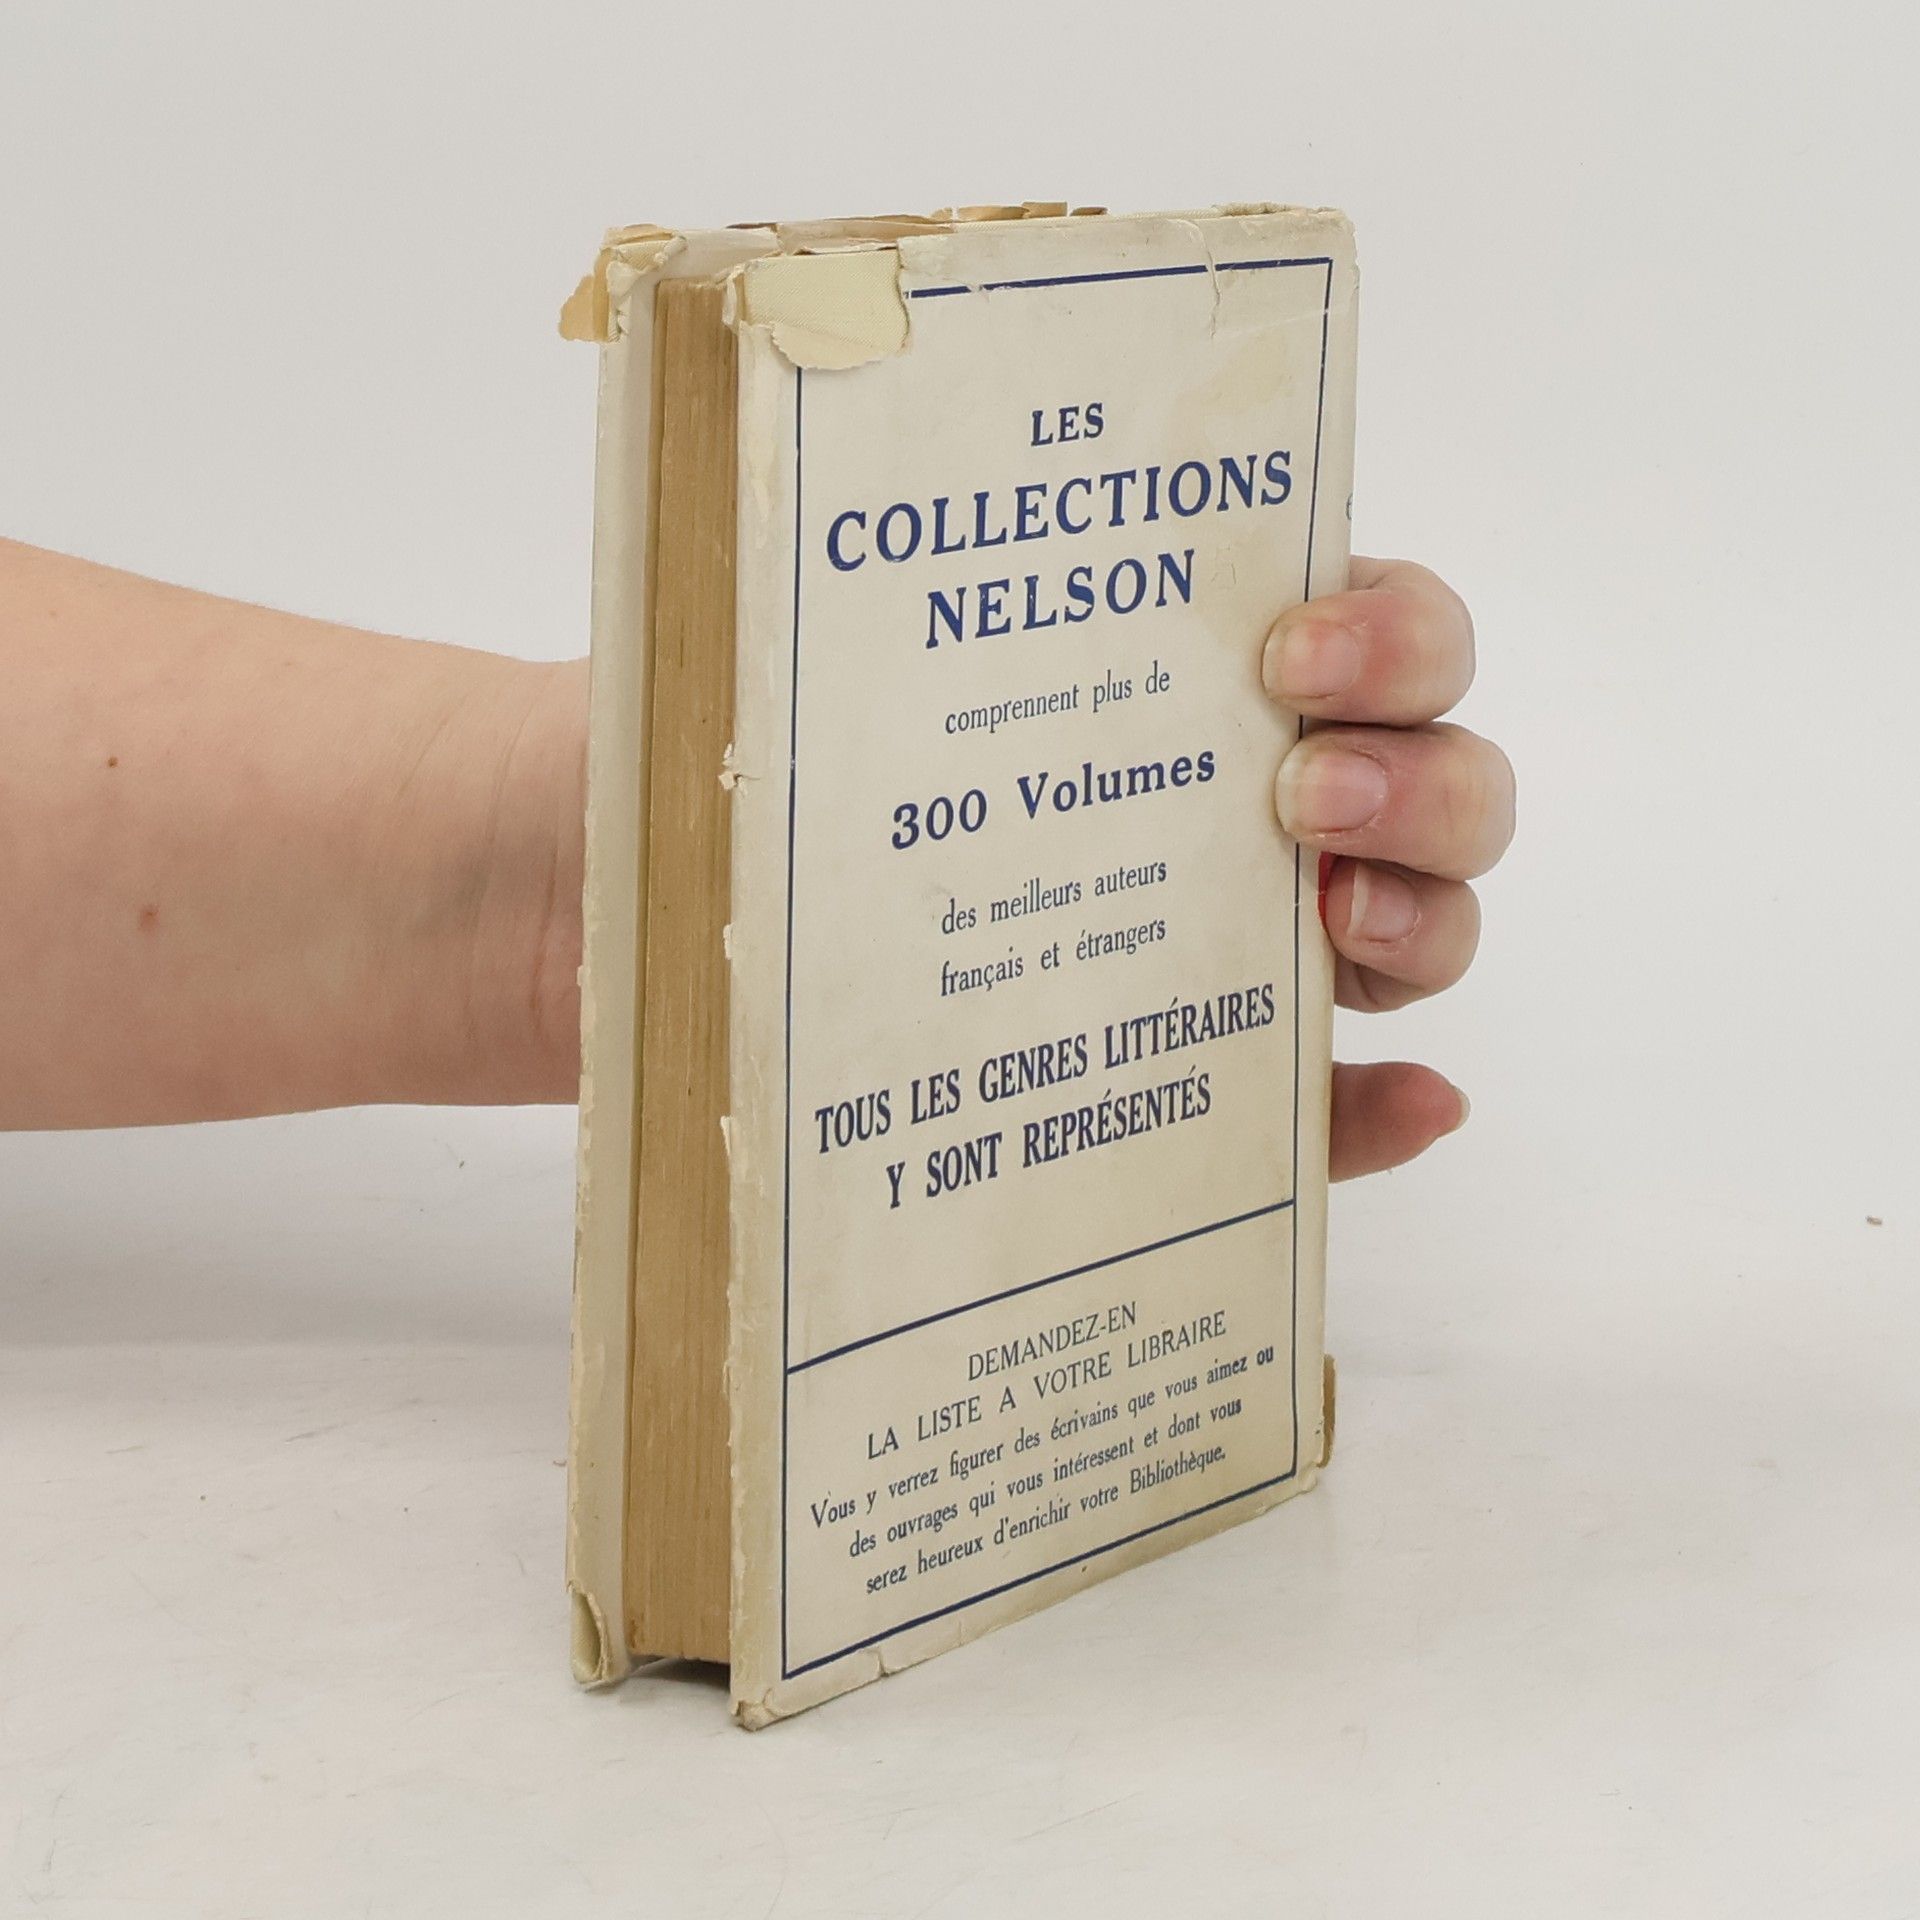 LES
COLLECTIONS
NELSON
comprennent plus de
300 Volumes
des meilleurs auteurs
français et étrangers
TOUS LES GENRES LITTÉRAIRES
Y SONT REPRÉSENTÉS
DEMANDEZ-EN
LA LISTE A VOTRE LIBRAIRE
Vous y verrez figurer des écrivains que vous aimez ou
des ouvrages qui vous intéressent et dont vous
serez heureux d'enrichir votre Bibliothèque.